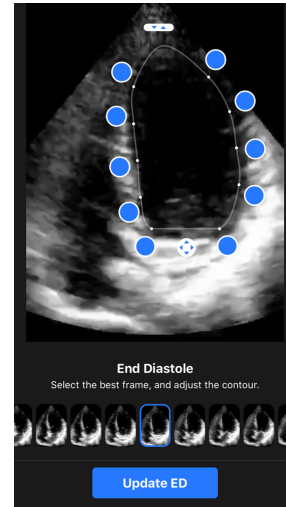 End Diastole
Select the best frame, and adjust the contour.
Update ED